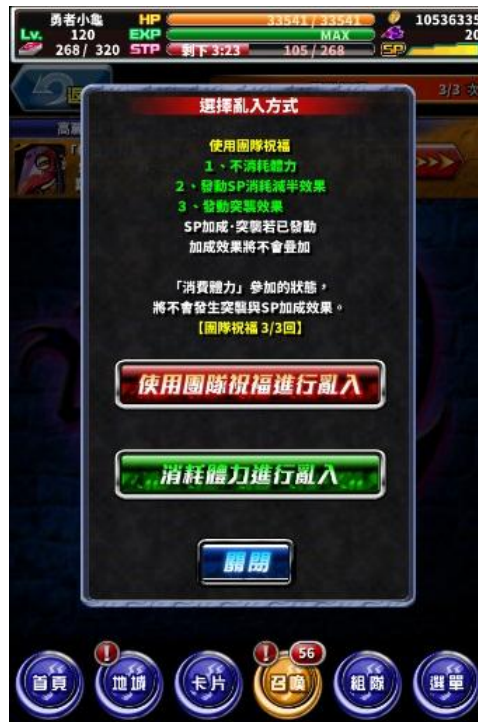 勇者小龜 HP 33541/33541 10536335
Lv. 120 EXP MAX 20
268/ 320 STP 剩下 3:23 105/268 SP
返
3/3 次
高
選擇亂入方式
使用團隊祝福
1、不消耗體力
2、發動SP消耗減半效果
3、發動突襲效果
SP加成·突襲若已發動
加成效果將不會疊加
「消費體力」參加的狀態，
將不會發生突襲與SP加成效果。
【團隊祝福 3/3回】
使用團隊祝福進行亂入
消耗體力進行亂入
關閉
! ! 56
首頁 地城 卡片 召喚 組隊 選單